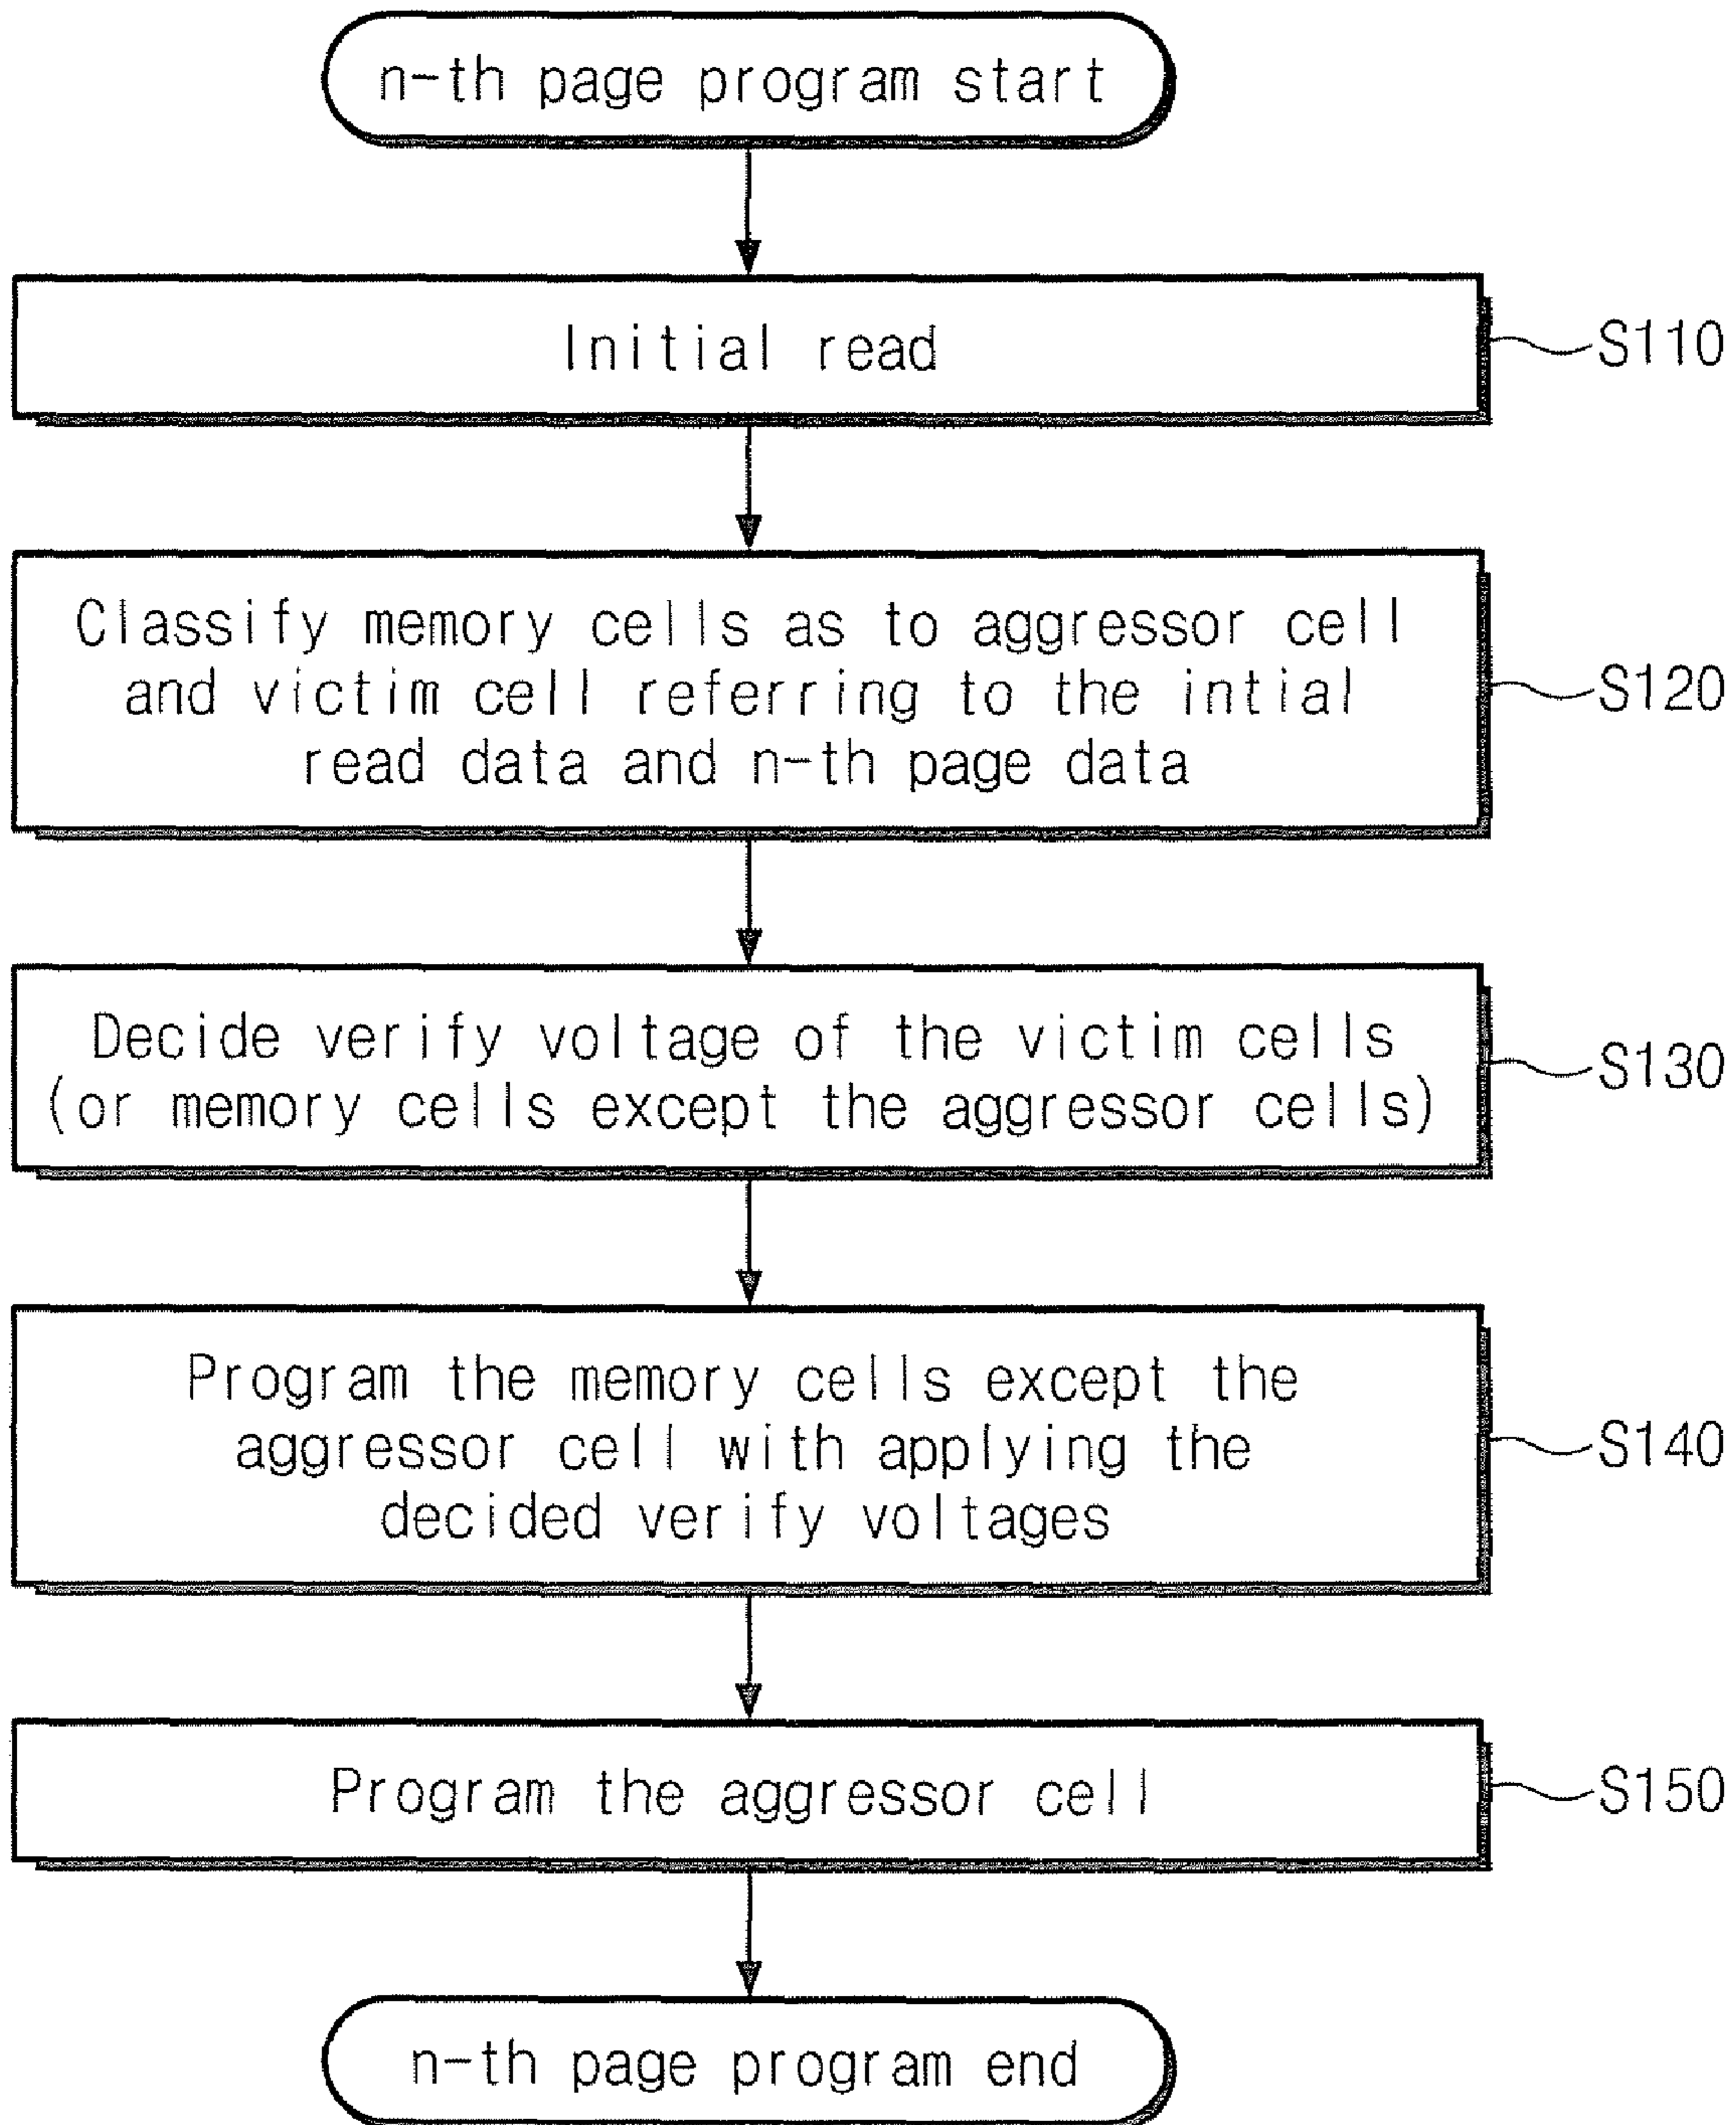 n-th page program start
Initial read
S110
Classify memory cells as to aggressor cell
and victim cell referring to the intial
read data and n-th page data
S120
Decide verify voltage of the victim cells
(or memory cells except the aggressor cells)
S130
Program the memory cells except the
aggressor cell with applying the
decided verify voltages
S140
Program the aggressor cell
S150
n-th page program end